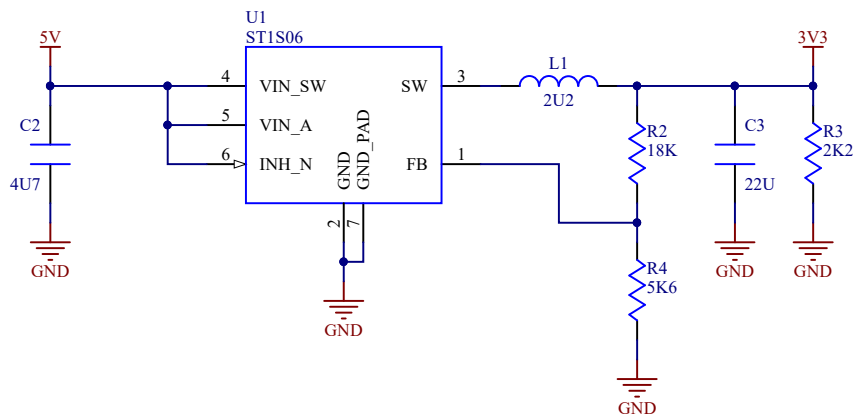 U1
ST1S06
5V
3V3
4
VIN_SW
SW
3
L1
2U2
5
VIN_A
6
INH_N
GND
GND_PAD
FB
1
2
7
C2
4U7
R2
18K
C3
22U
R3
2K2
R4
5K6
GND
GND
GND
GND
GND